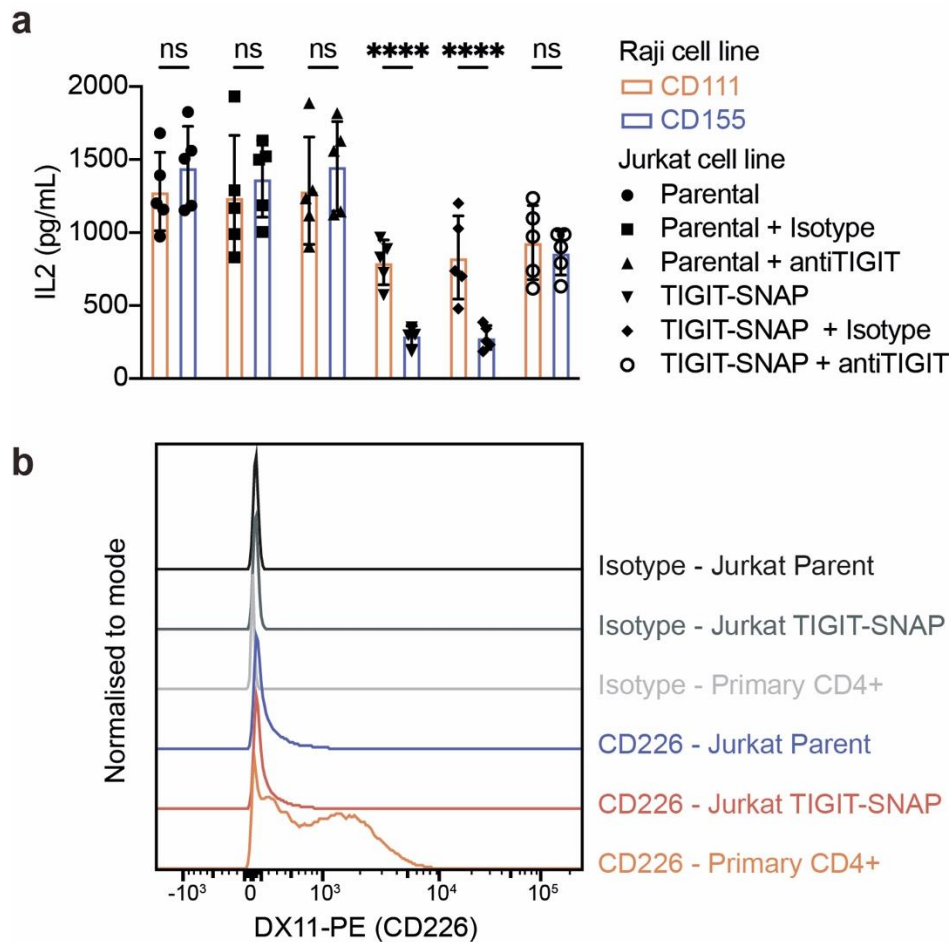 a
ns ns ns **** **** ns
2000
1500
1000
500
0
IL2 (pg/mL)
Raji cell line
CD111
CD155
Jurkat cell line
Parental
Parental + Isotype
Parental + antiTIGIT
TIGIT-SNAP
TIGIT-SNAP + Isotype
TIGIT-SNAP + antiTIGIT
b
Normalised to mode
Isotype - Jurkat Parent
Isotype - Jurkat TIGIT-SNAP
Isotype - Primary CD4+
CD226 - Jurkat Parent
CD226 - Jurkat TIGIT-SNAP
CD226 - Primary CD4+
-10³ 0 10³ 10⁴ 10⁵
DX11-PE (CD226)